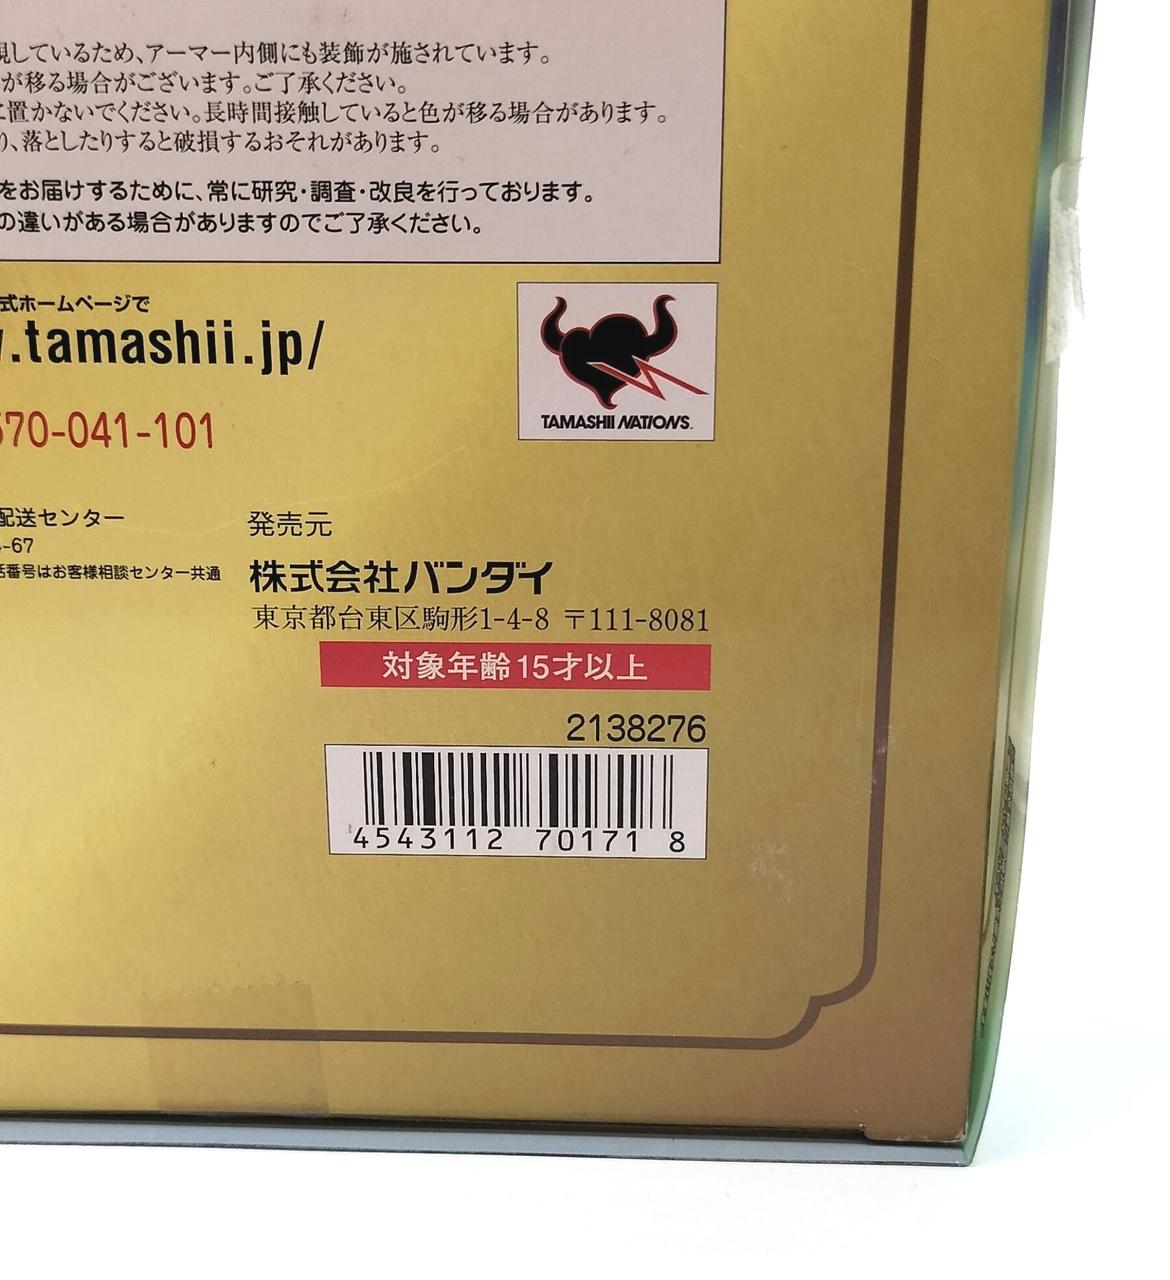 現しているため、アーマー内側にも装飾が施されています。
が移る場合がございます。ご了承ください。
に置かないでください。長時間接触していると色が移る場合があります。
り、落としたりすると破損するおそれがあります。
をお届けするために、常に研究・調査・改良を行っております。
の違いがある場合がありますのでご了承ください。
式ホームページで
.tamashii.jp/
TAMASHII NATIONS
570-041-101
配送センター
-67
話番号はお客様相談センター共通
発売元
株式会社バンダイ
東京都台東区駒形1-4-8 〒111-8081
対象年齢15才以上
2138276
4543112 70171 8